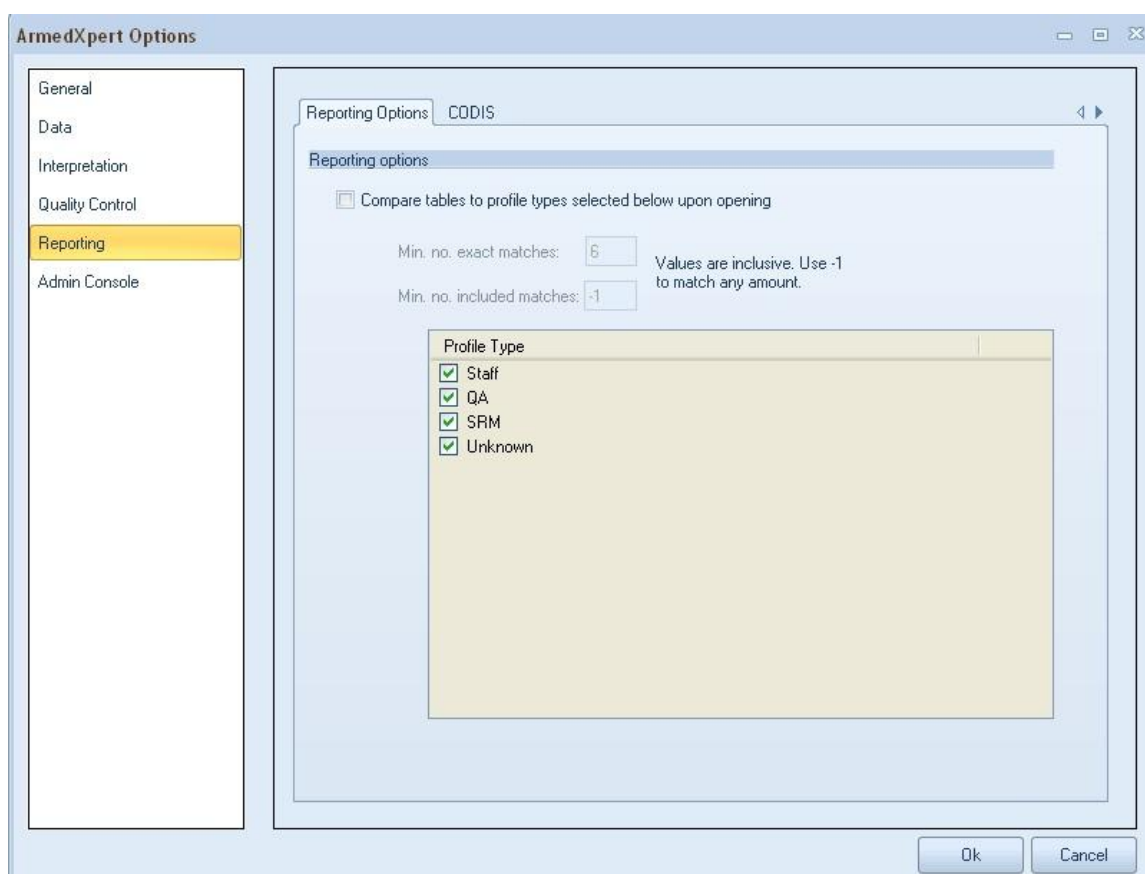 ArmedXpert Options
General
Data
Interpretation
Quality Control
Reporting
Admin Console
Reporting Options CODIS
Reporting options
Compare tables to profile types selected below upon opening
Min. no. exact matches: 6
Min. no. included matches: -1
Values are inclusive. Use -1
to match any amount.
Profile Type
Staff
QA
SRM
Unknown
Ok Cancel